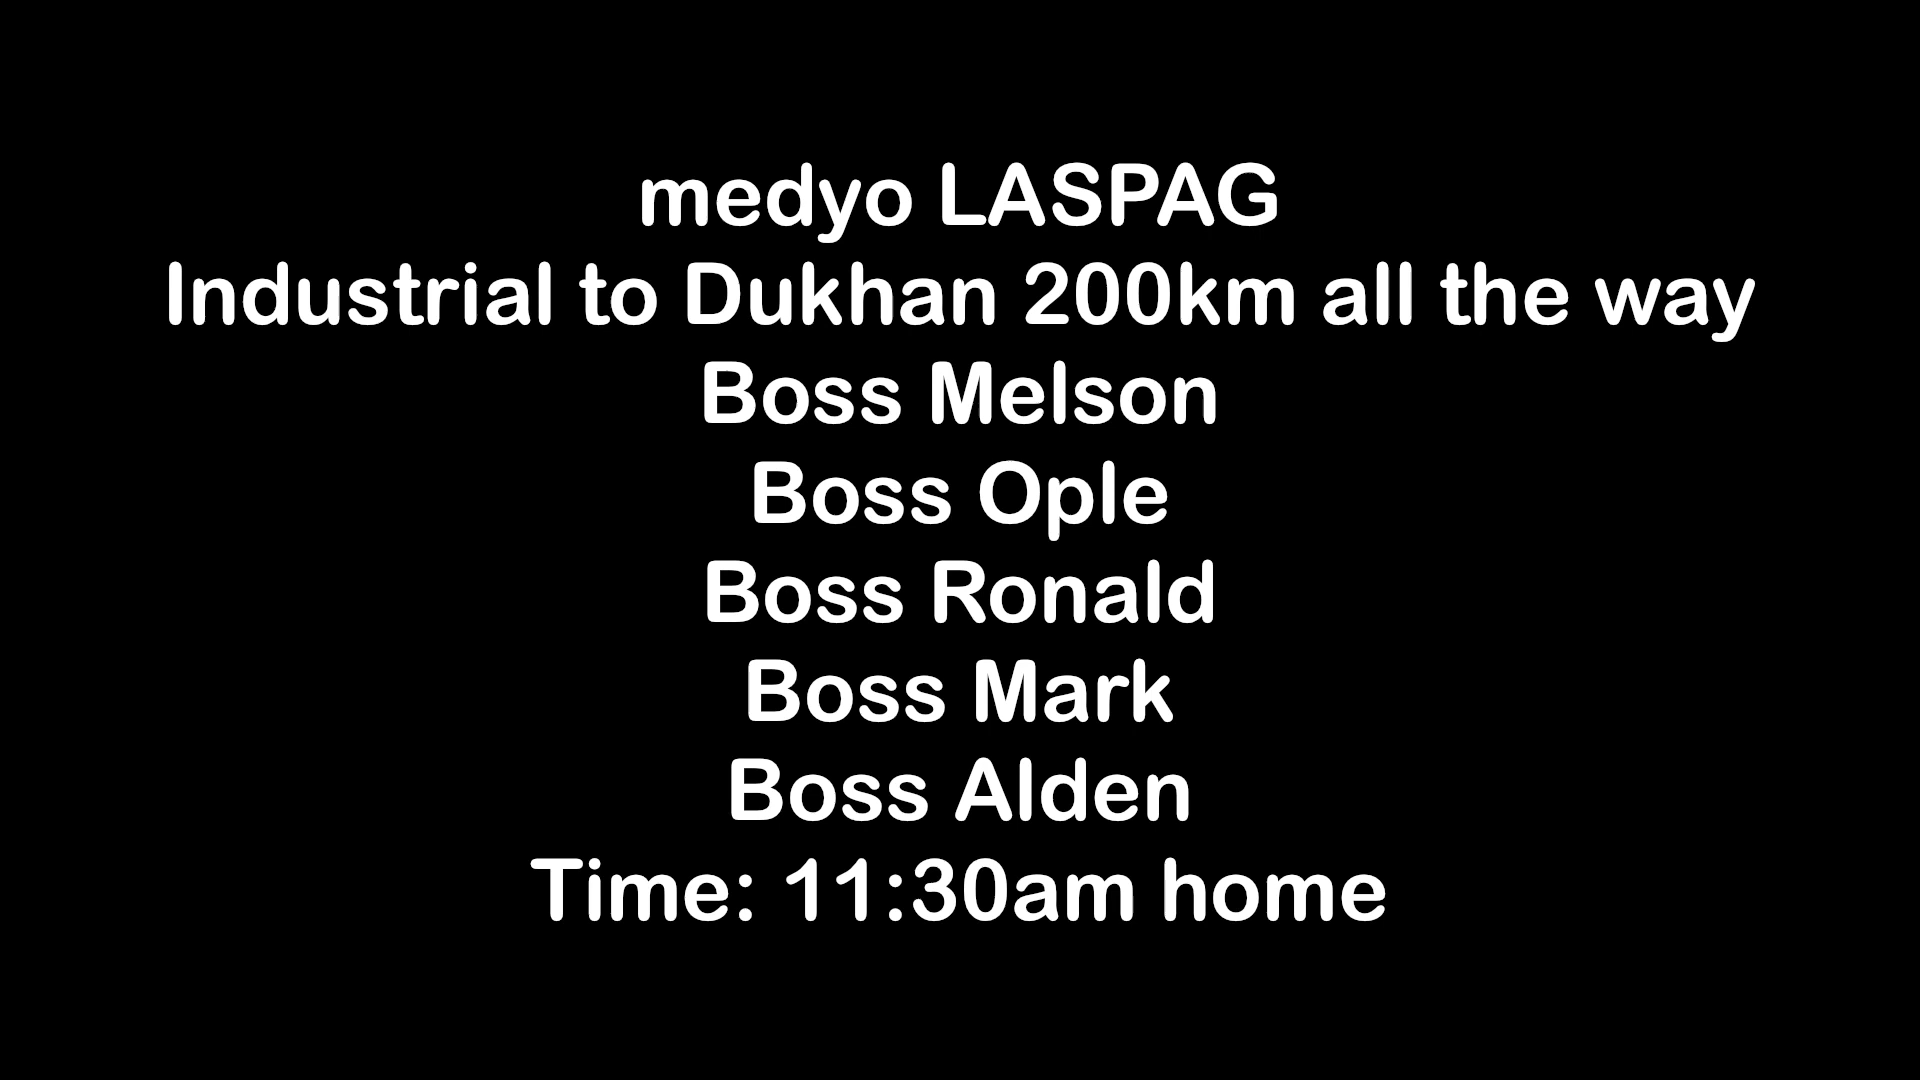 medyo LASPAG
Industrial to Dukhan 200km all the way
Boss Melson
Boss Ople
Boss Ronald
Boss Mark
Boss Alden
Time: 11:30am home